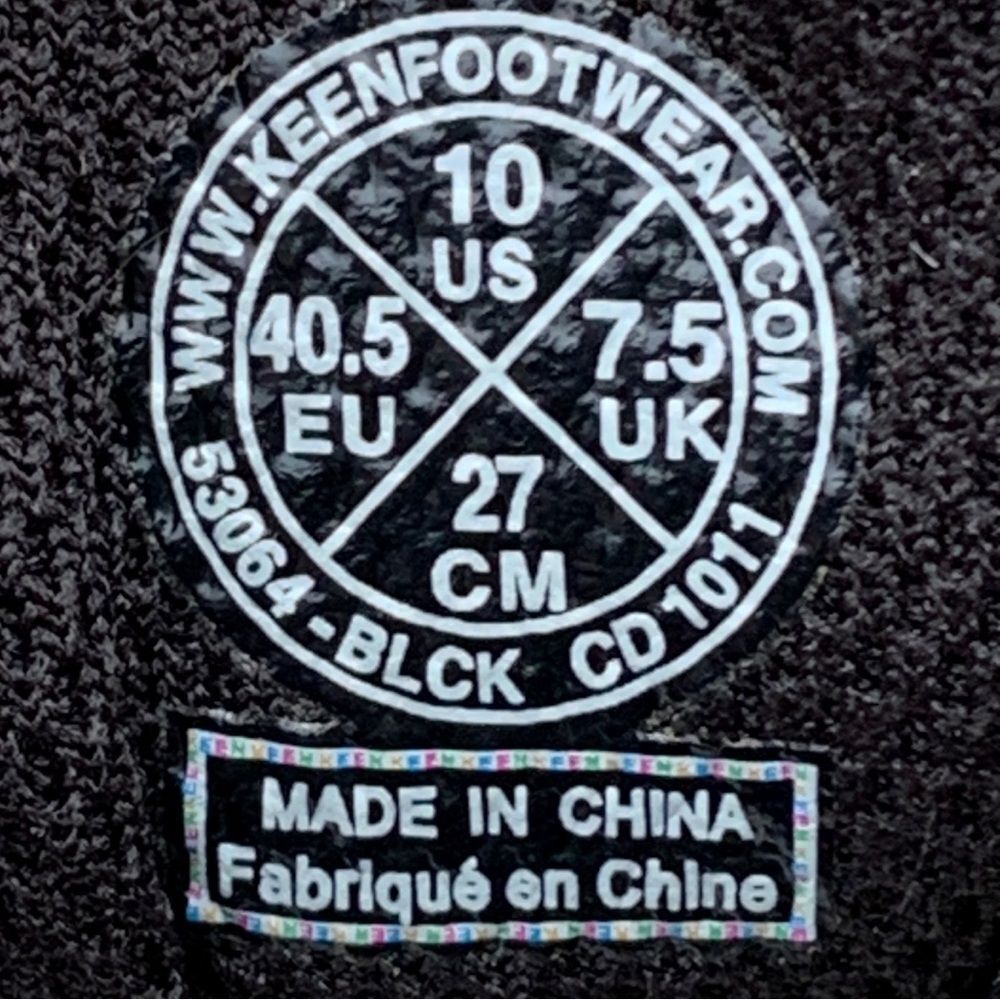 WWW.KEENFOOTWEAR.COM
10
US
40.5
EU
7.5
UK
27
CM
53064-BLCK CD 1011
MADE IN CHINA
Fabriqué en Chine